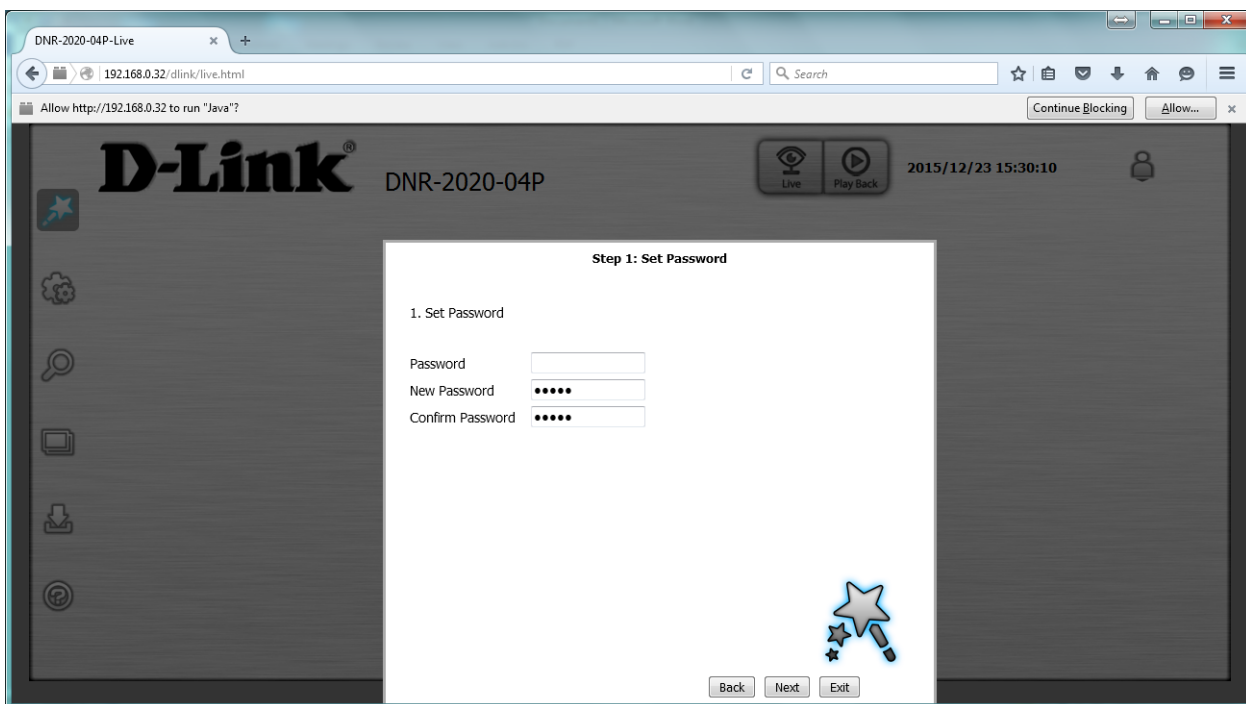 DNR-2020-04P-Live
192.168.0.32/dlink/live.html
Search
Allow http://192.168.0.32 to run "Java"?
Continue Blocking
Allow...
D-Link®
DNR-2020-04P
Live
Play Back
2015/12/23 15:30:10
Step 1: Set Password
1. Set Password
Password
New Password
Confirm Password
Back
Next
Exit